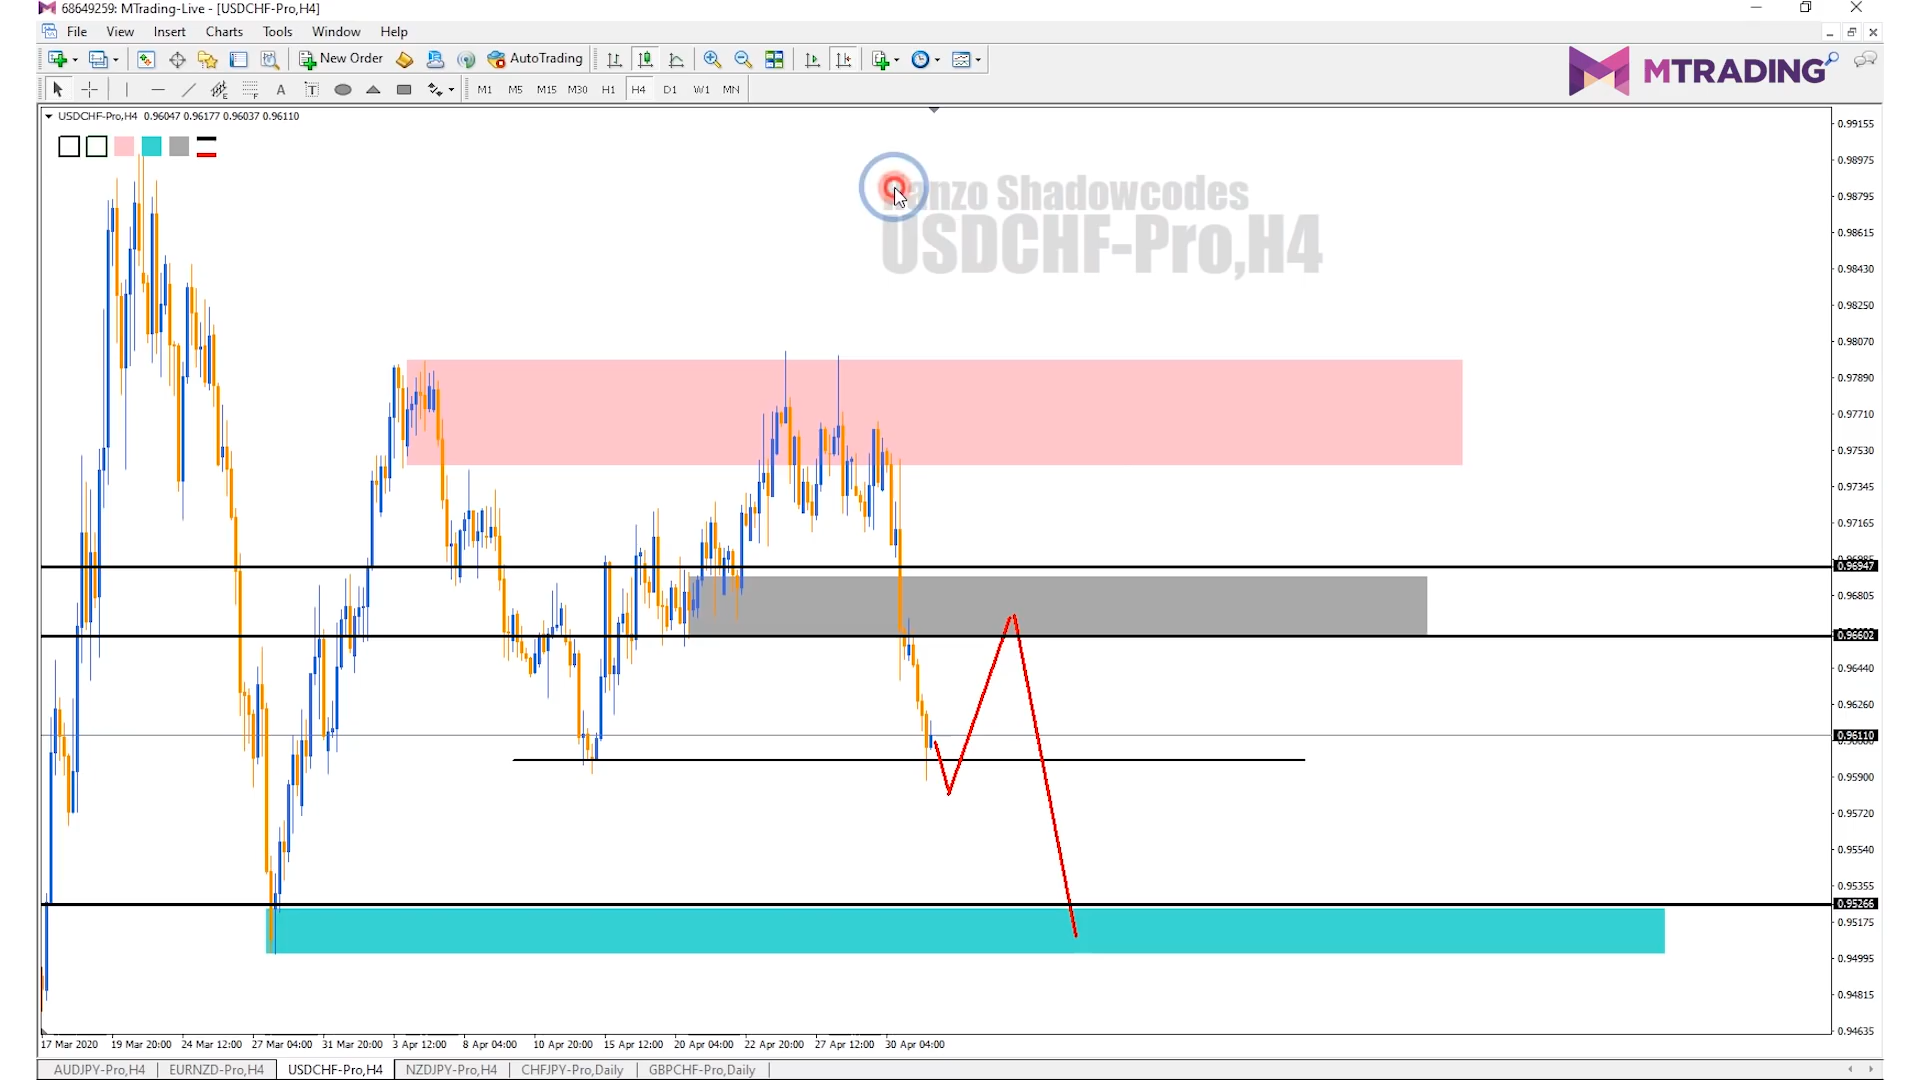 68649259: MTrading-Live - [USDCHF-Pro,H4]
File View Insert Charts Tools Window Help
New Order AutoTrading
MTRADING
A T M1 M5 M15 M30 H1 H4 D1 W1 MN
USDCHF-Pro,H4 0.96047 0.96177 0.96037 0.96110
Shadowcodes
USDCHF-Pro,H4
0.99155
0.98975
0.98795
0.98615
0.98430
0.98250
0.98070
0.97890
0.97710
0.97530
0.97345
0.97165
0.96947
0.96805
0.96602
0.96440
0.96260
0.96110
0.95900
0.95720
0.95540
0.95355
0.95266
0.95175
0.94995
0.94815
0.94635
17 Mar 2020 19 Mar 20:00 24 Mar 12:00 27 Mar 04:00 31 Mar 20:00 3 Apr 12:00 8 Apr 04:00 10 Apr 20:00 15 Apr 12:00 20 Apr 04:00 22 Apr 20:00 27 Apr 12:00 30 Apr 04:00
AUDJPY-Pro,H4 EURNZD-Pro,H4 USDCHF-Pro,H4 NZDJPY-Pro,H4 CHFJPY-Pro,Daily GBPCHF-Pro,Daily